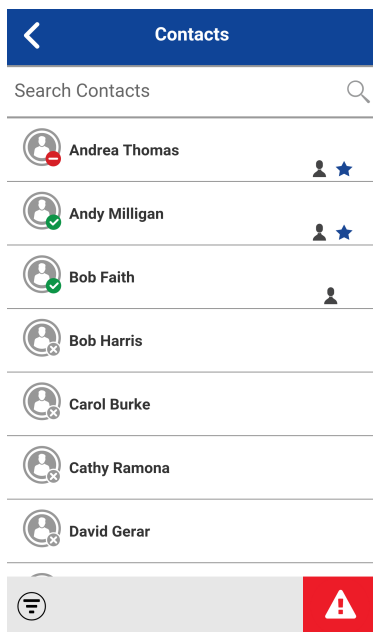 Contacts
Search Contacts
Andrea Thomas
Andy Milligan
Bob Faith
Bob Harris
Carol Burke
Cathy Ramona
David Gerar